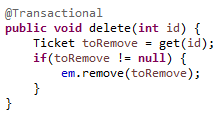 @Transactional
public void delete(int id) {
    Ticket toRemove = get(id);
    if(toRemove != null) {
        em.remove(toRemove);
    }
}